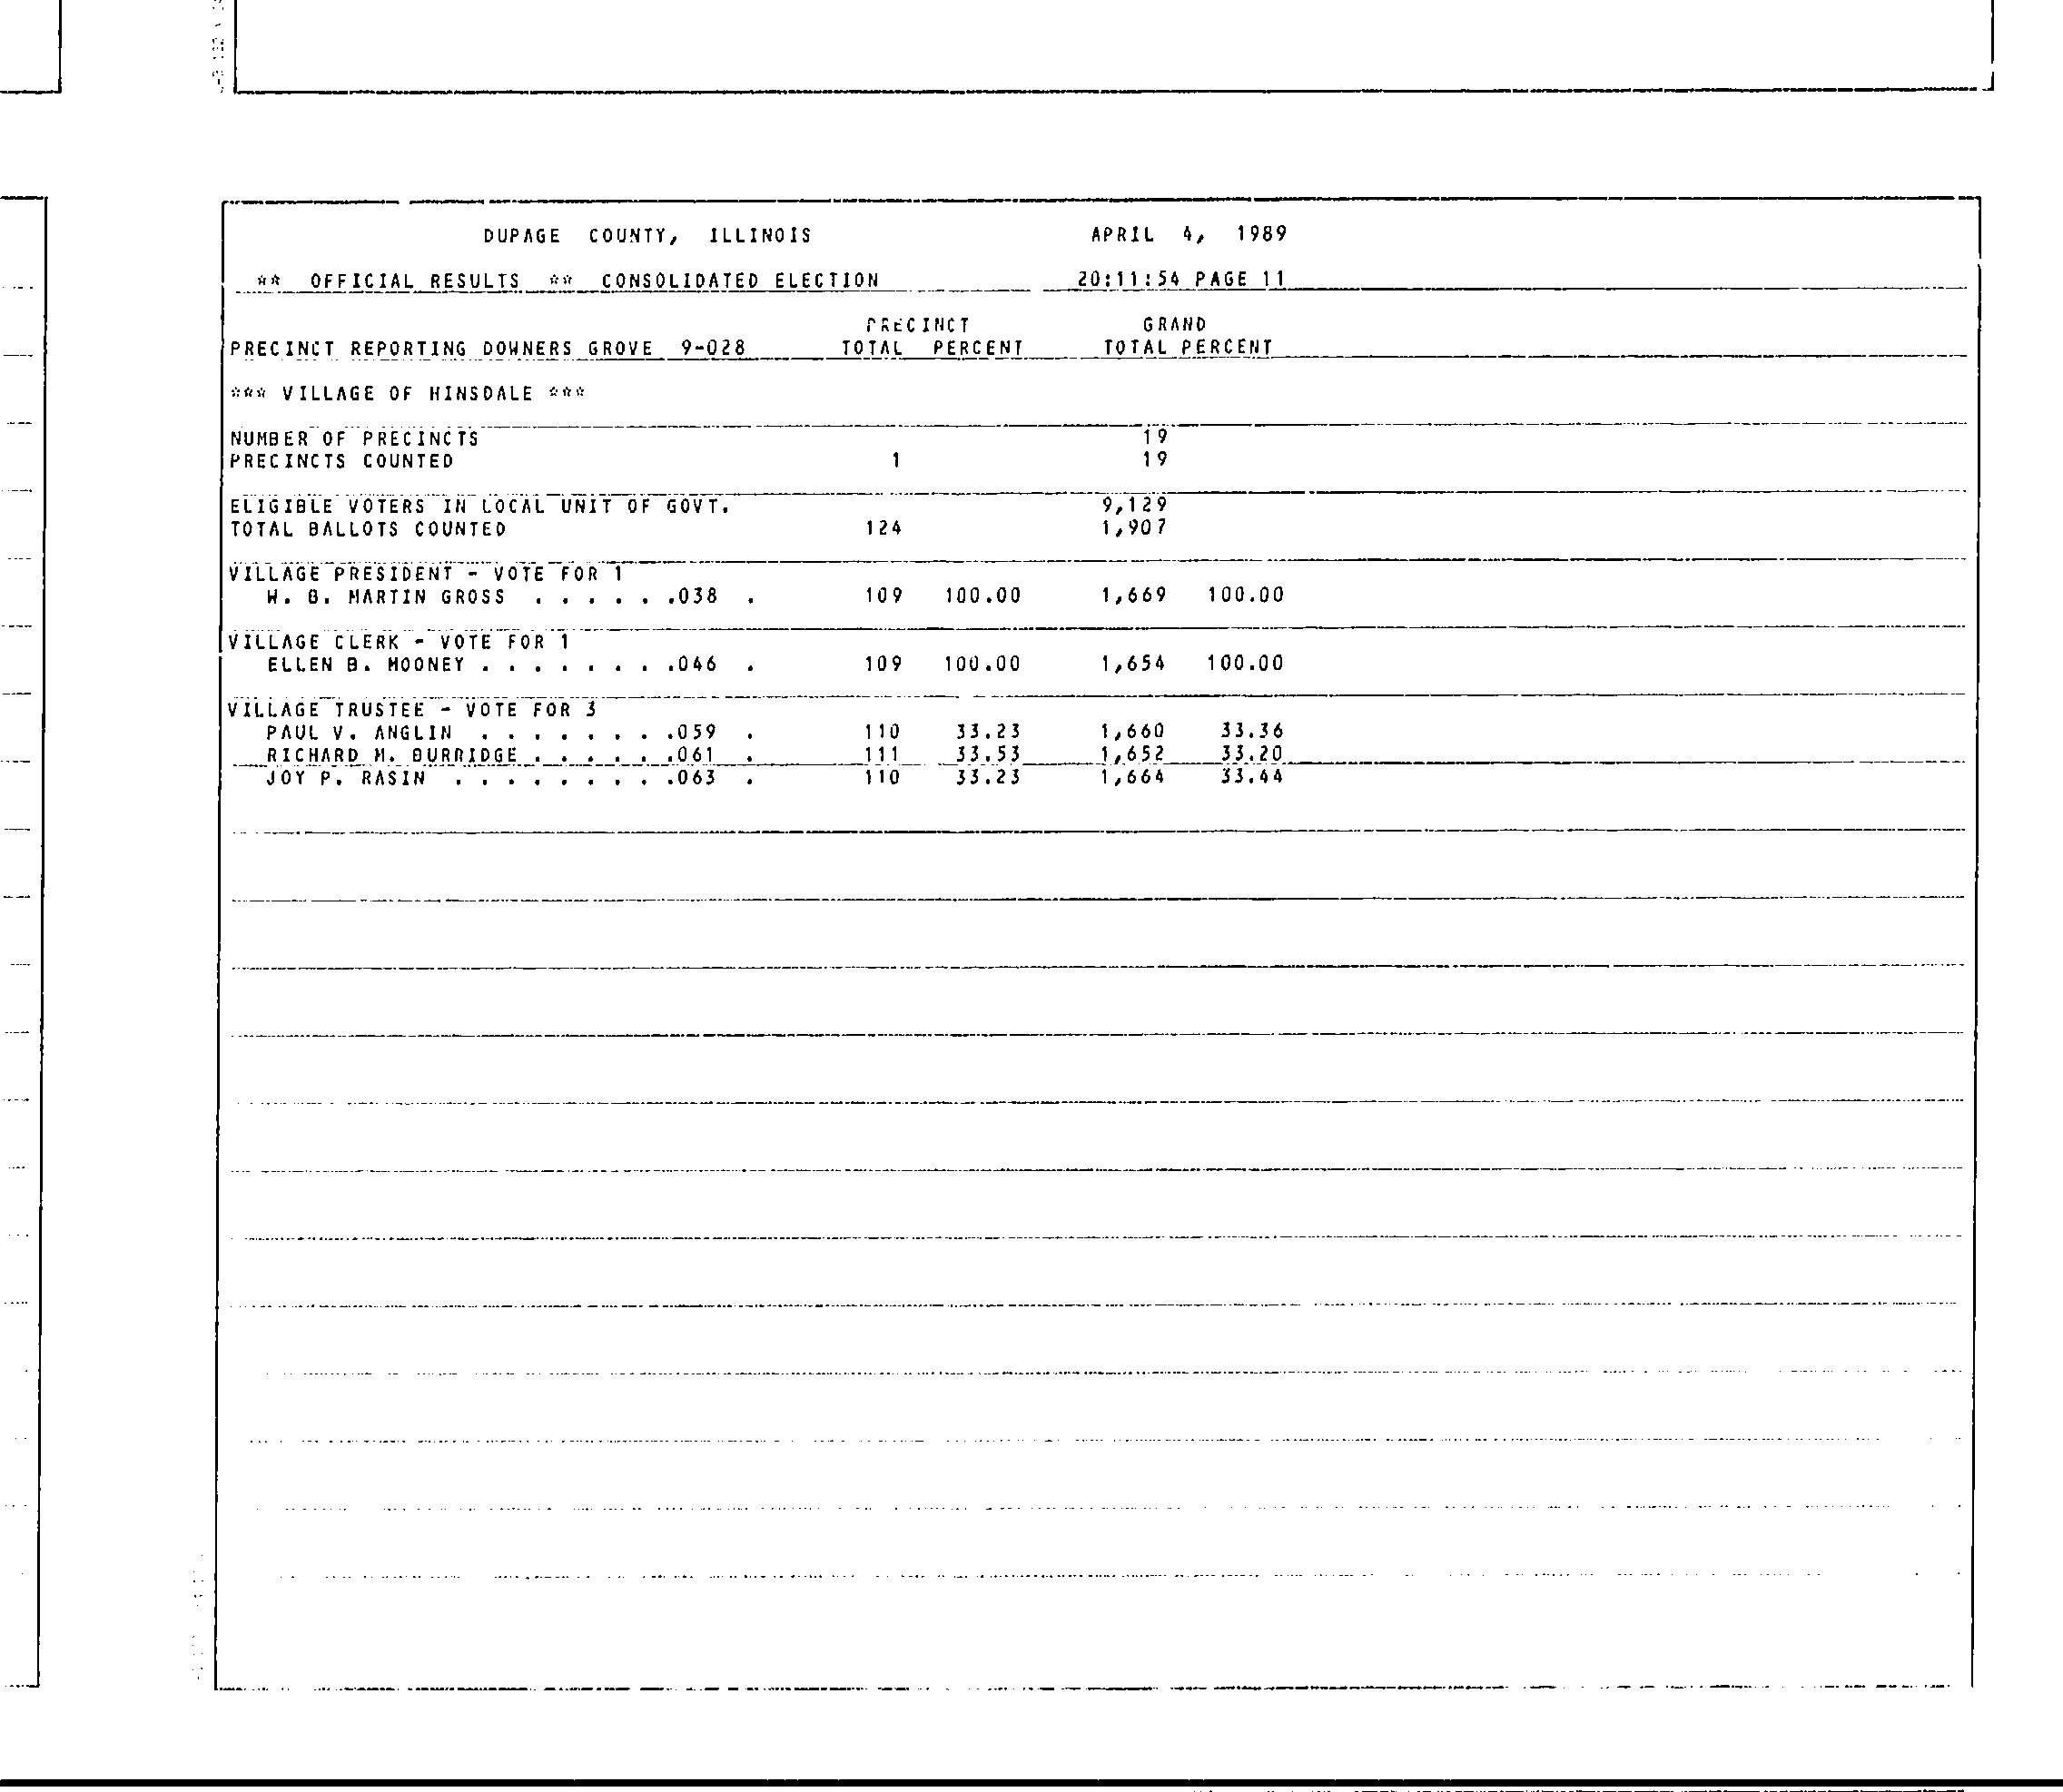 DUPAGE COUNTY, ILLINOIS APRIL 4, 1989
** OFFICIAL RESULTS ** CONSOLIDATED ELECTION 20:11:54 PAGE 11
PRECINCT GRAND
PRECINCT REPORTING DOWNERS GROVE 9-028 TOTAL PERCENT TOTAL PERCENT
*** VILLAGE OF HINSDALE ***
NUMBER OF PRECINCTS 19
PRECINCTS COUNTED 1 19
ELIGIBLE VOTERS IN LOCAL UNIT OF GOVT. 9,129
TOTAL BALLOTS COUNTED 124 1,907
VILLAGE PRESIDENT - VOTE FOR 1
W. B. MARTIN GROSS . . . . . .038 . 109 100.00 1,669 100.00
VILLAGE CLERK - VOTE FOR 1
ELLEN B. MOONEY . . . . . . . .046 . 109 100.00 1,654 100.00
VILLAGE TRUSTEE - VOTE FOR 3
PAUL V. ANGLIN . . . . . . . .059 . 110 33.23 1,660 33.36
RICHARD M. BURRIDGE . . . . . .061 . 111 33.53 1,652 33.20
JOY P. RASIN . . . . . . . . .063 . 110 33.23 1,664 33.44